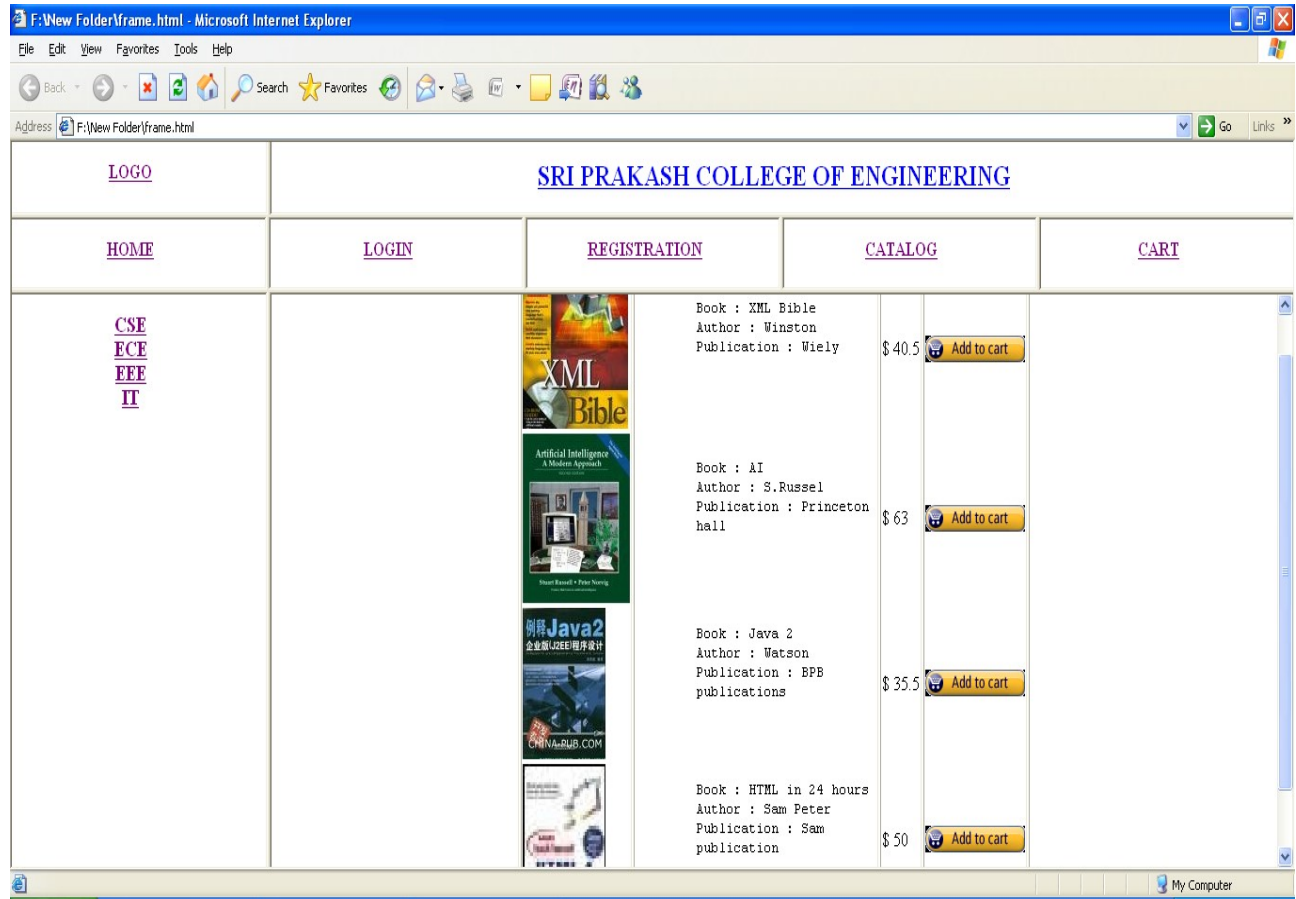 F:\New Folder\frame.html - Microsoft Internet Explorer
File Edit View Favorites Tools Help
Back Search Favorites
Address F:\New Folder\frame.html Go Links »
LOGO
SRI PRAKASH COLLEGE OF ENGINEERING
HOME
LOGIN
REGISTRATION
CATALOG
CART
CSE
ECE
EEE
IT
XML
Bible
Book : XML Bible
Author : Winston
Publication : Wiely
$ 40.5
Add to cart
Artificial Intelligence
A Modern Approach
Stuart Russell • Peter Norvig
Book : AI
Author : S.Russel
Publication : Princeton
hall
$ 63
Add to cart
例释Java2
企业版(J2EE)程序设计
CHINA-PUB.COM
Book : Java 2
Author : Watson
Publication : BPB
publications
$ 35.5
Add to cart
Book : HTML in 24 hours
Author : Sam Peter
Publication : Sam
publication
$ 50
Add to cart
My Computer